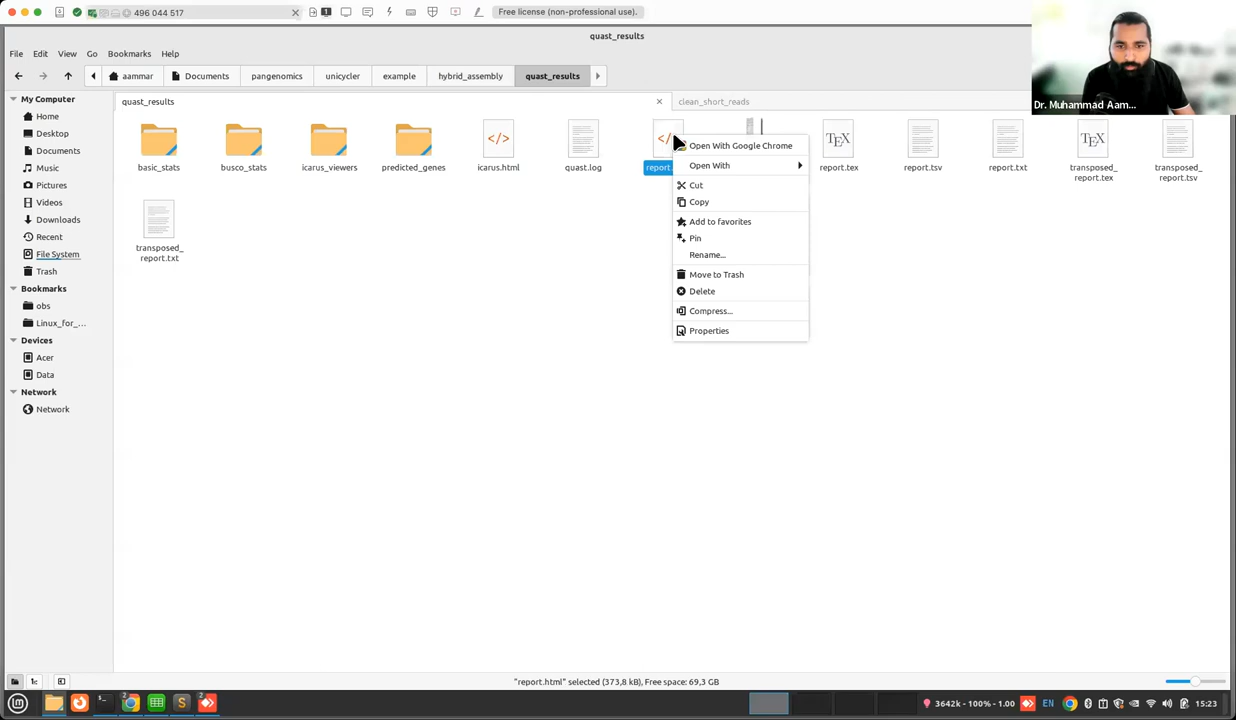 496 044 517
Free license (non-professional use).
quast_results
File Edit View Go Bookmarks Help
aammar Documents pangenomics unicycler example hybrid_assembly quast_results
Dr. Muhammad Aam...
My Computer
Home
Desktop
Documents
Music
Pictures
Videos
Downloads
Recent
File System
Trash
Bookmarks
obs
Linux_for_...
Devices
Acer
Data
Network
Network
quast_results
clean_short_reads
basic_stats
busco_stats
icarus_viewers
predicted_genes
icarus.html
quast.log
report.
report.tex
report.tsv
report.txt
transposed_
report.tex
transposed_
report.tsv
transposed_
report.txt
Open With Google Chrome
Open With
Cut
Copy
Add to favorites
Pin
Rename...
Move to Trash
Delete
Compress...
Properties
"report.html" selected (373,8 kB), Free space: 69,3 GB
3642k - 100% - 1.00
EN
15:23